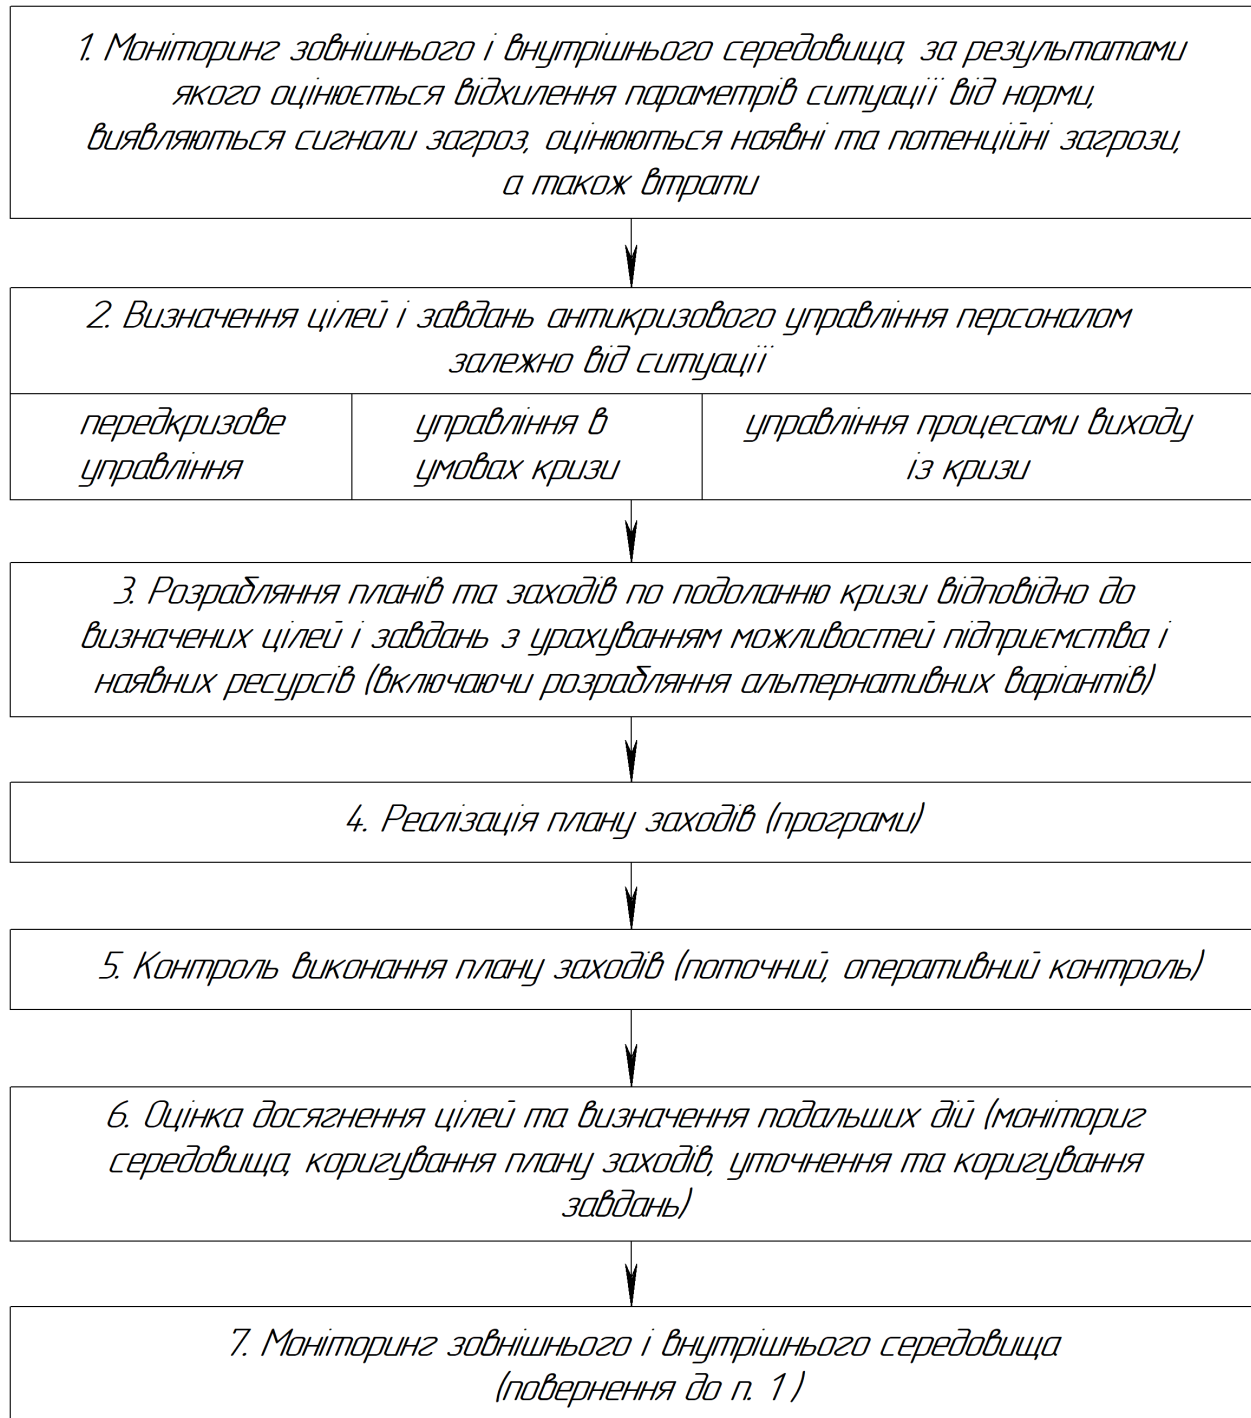 1. Моніторинг зовнішнього і внутрішнього середовища, за результатами
якого оцінюється відхилення параметрів ситуації від норми,
виявляються сигнали загроз, оцінюються наявні та потенційні загрози,
а також втрати
2. Визначення цілей і завдань антикризового управління персоналом
залежно від ситуації
передкризове
управління
управління в
умовах кризи
управління процесами виходу
із кризи
3. Розрабляння планів та заходів по подоланню кризи відповідно до
визначених цілей і завдань з урахуванням можливостей підприємства і
наявних ресурсів (включаючи розрабляння альтернативних варіантів)
4. Реалізація плану заходів (програми)
5. Контроль виконання плану заходів (поточний, оперативний контроль)
6. Оцінка досягнення цілей та визначення подальших дій (моніториг
середовища, коригування плану заходів, уточнення та коригування
завдань)
7. Моніторинг зовнішнього і внутрішнього середовища
(повернення до п. 1 )